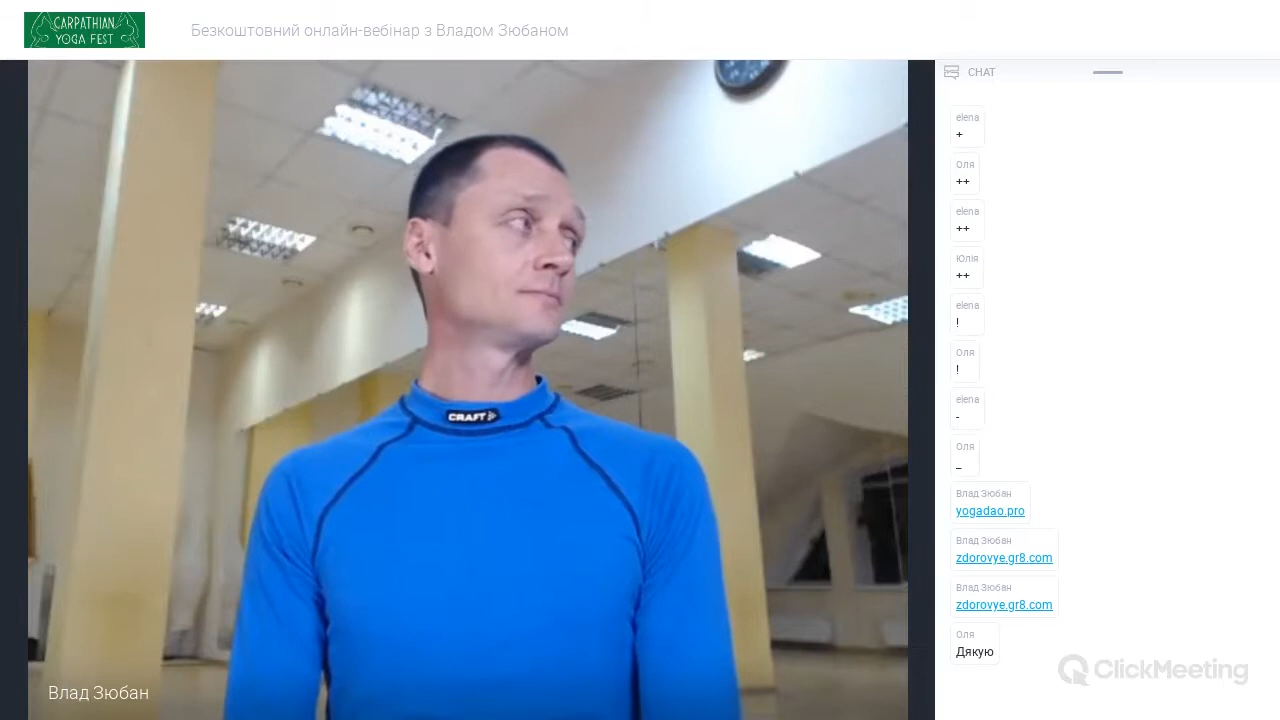 CARPATHIAN
YOGA FEST
Безкоштовний онлайн-вебінар з Владом Зюбаном
CRAFT
Влад Зюбан
CHAT
elena
+
Оля
++
elena
++
Юлія
++
elena
!
Оля
!
elena
-
Оля
_
Влад Зюбан
yogadao.pro
Влад Зюбан
zdorovye.gr8.com
Влад Зюбан
zdorovye.gr8.com
Оля
Дякую
ClickMeeting